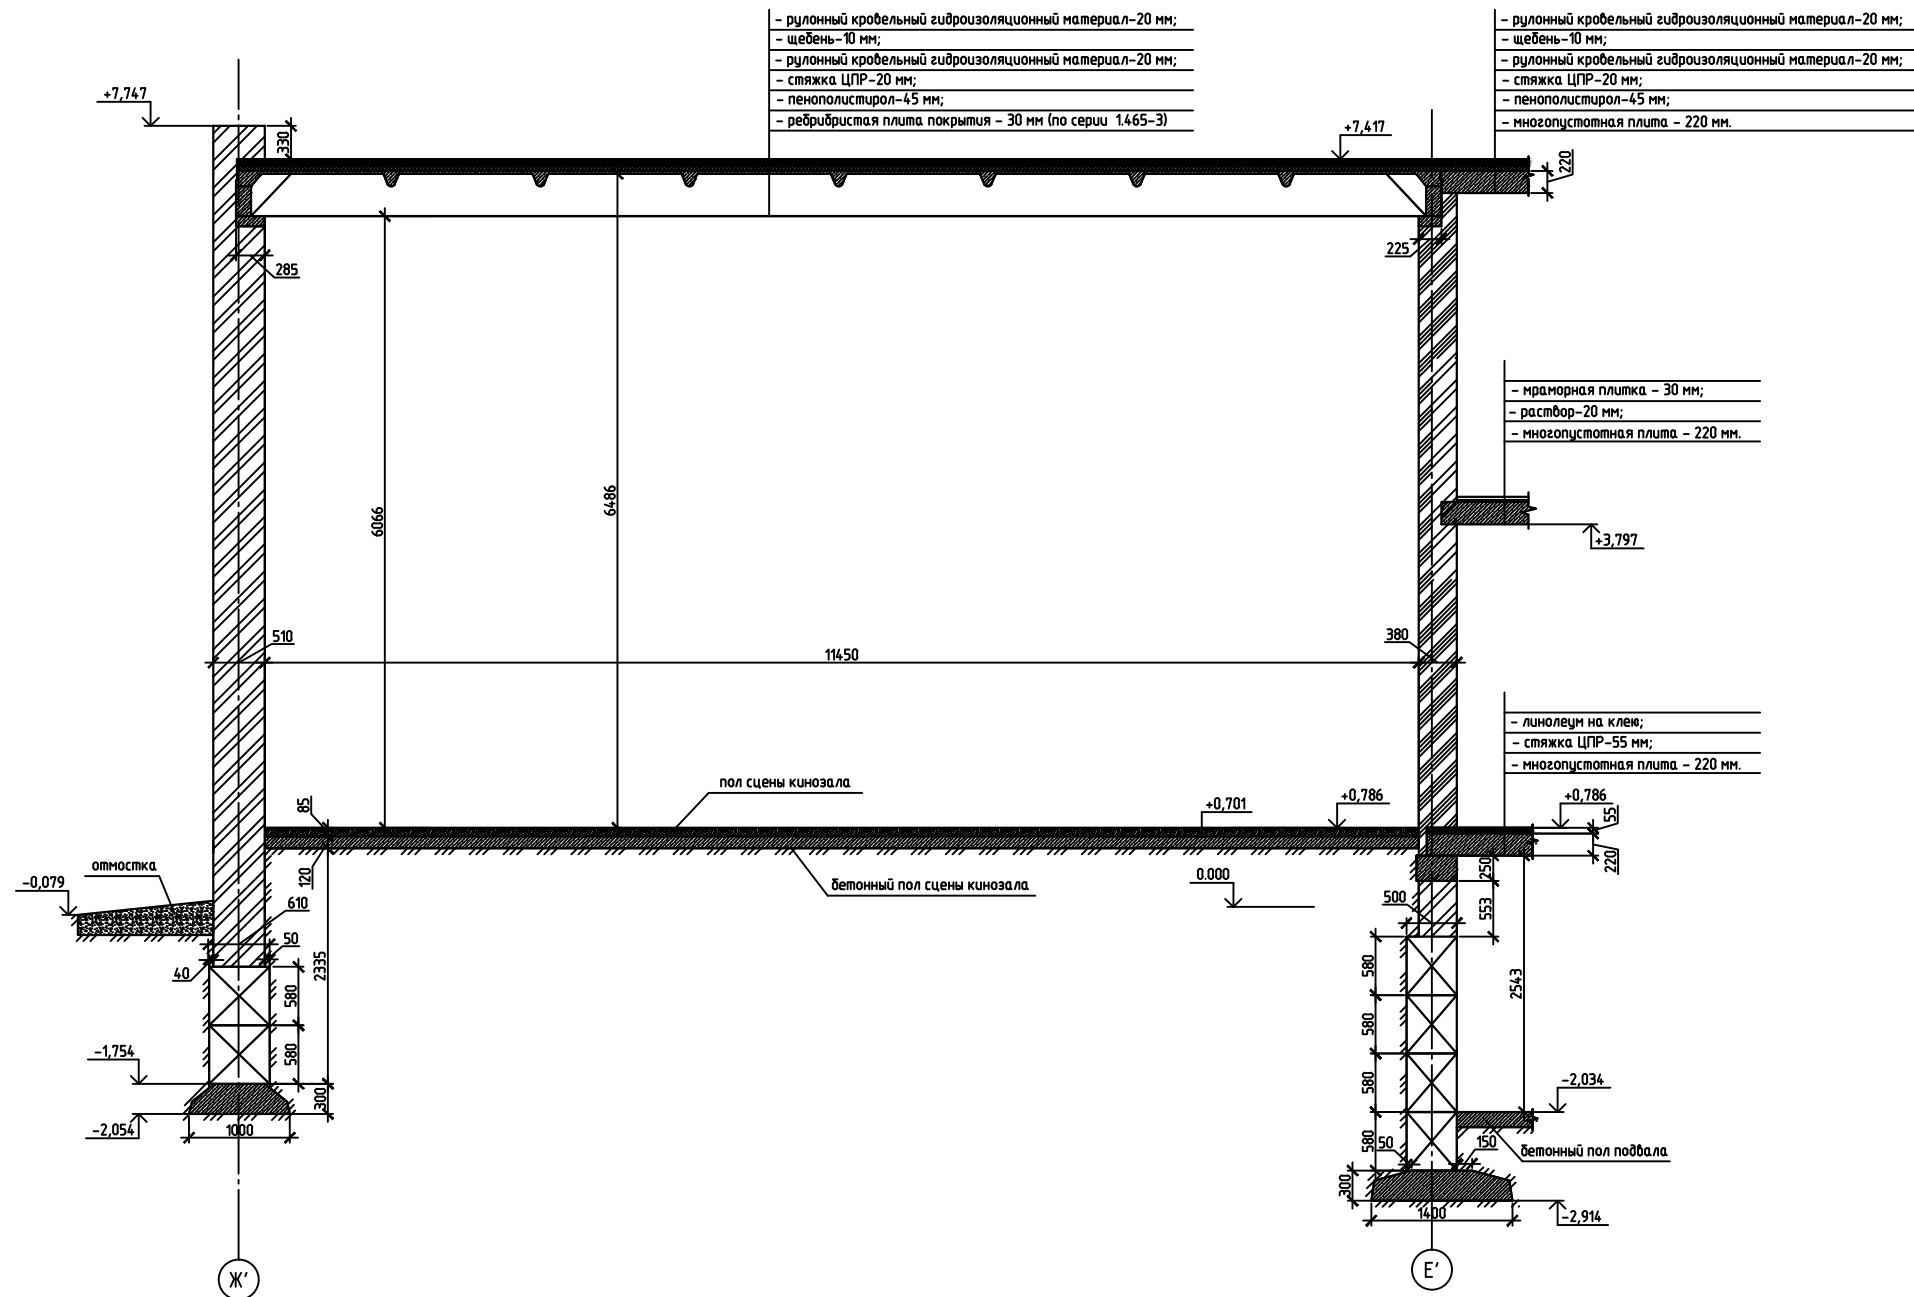 - рулонный кровельный гидроизоляционный материал-20 мм;
- щебень-10 мм;
- рулонный кровельный гидроизоляционный материал-20 мм;
- стяжка ЦПР-20 мм;
- пенополистирол-45 мм;
- ребрибристая плита покрытия - 30 мм (по серии 1.465-3)
- рулонный кровельный гидроизоляционный материал-20 мм;
- щебень-10 мм;
- рулонный кровельный гидроизоляционный материал-20 мм;
- стяжка ЦПР-20 мм;
- пенополистирол-45 мм;
- многопустотная плита - 220 мм.
+7,747
330
+7,417
220
285
225
- мраморная плитка - 30 мм;
- раствор-20 мм;
- многопустотная плита - 220 мм.
6066
6486
+3,797
510
11450
380
- линолеум на клею;
- стяжка ЦПР-55 мм;
- многопустотная плита - 220 мм.
пол сцены кинозала
85
+0,701
+0,786
+0,786
55
220
отмостка
-0,079
120
бетонный пол сцены кинозала
0.000
250
610
500
553
50
40
2335
580
580
580
580
580
580
2543
-1,754
300
-2,054
1000
-2,034
50
150
бетонный пол подвала
300
1400
-2,914
Ж'
Е'